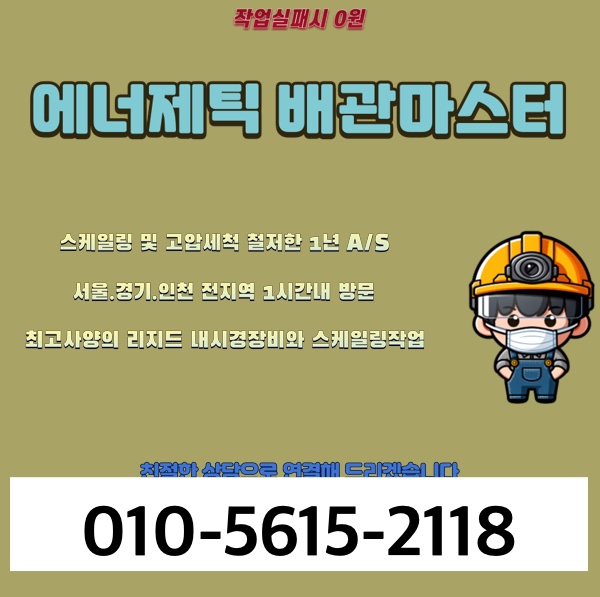 작업실패시 0원
에너제틱 배관마스터
스케일링 및 고압세척 철저한 1년 A/S
서울.경기.인천 전지역 1시간내 방문
최고사양의 리지드 내시경장비와 스케일링작업
친절한 상담으로 연결해 드리겠습니다
010-5615-2118